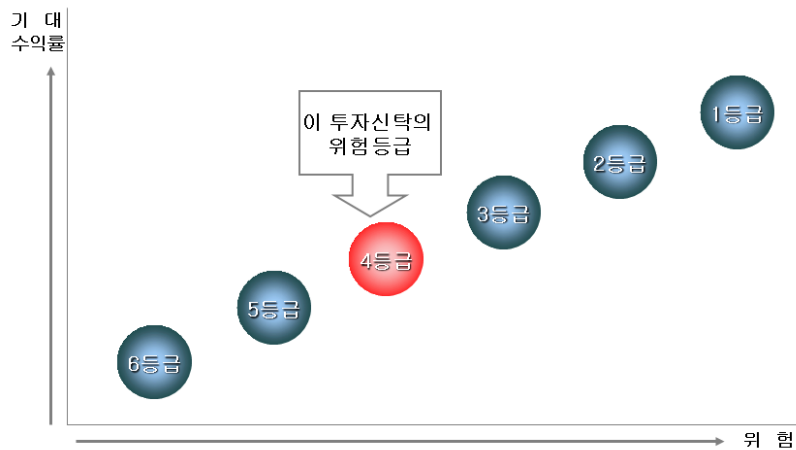 기 대
수익률
이 투자신탁의
위험등급
1등급
2등급
3등급
4등급
5등급
6등급
위 험